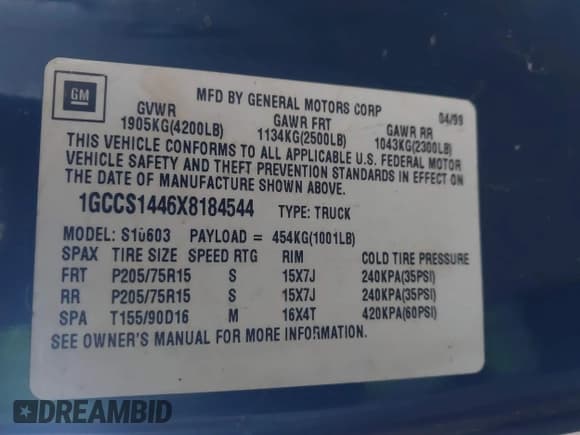 GM
MFD BY GENERAL MOTORS CORP 04/99
GVWR GAWR FRT GAWR RR
1905KG(4200LB) 1134KG(2500LB) 1043KG(2300LB)
THIS VEHICLE CONFORMS TO ALL APPLICABLE U.S. FEDERAL MOTOR
VEHICLE SAFETY AND THEFT PREVENTION STANDARDS IN EFFECT ON
THE DATE OF MANUFACTURE SHOWN ABOVE.
1GCCS1446X8184544 TYPE: TRUCK
MODEL: S10603 PAYLOAD = 454KG(1001LB)
SPAX TIRE SIZE SPEED RTG RIM COLD TIRE PRESSURE
FRT P205/75R15 S 15X7J 240KPA(35PSI)
RR P205/75R15 S 15X7J 240KPA(35PSI)
SPA T155/90D16 M 16X4T 420KPA(60PSI)
SEE OWNER'S MANUAL FOR MORE INFORMATION.
DREAMBID